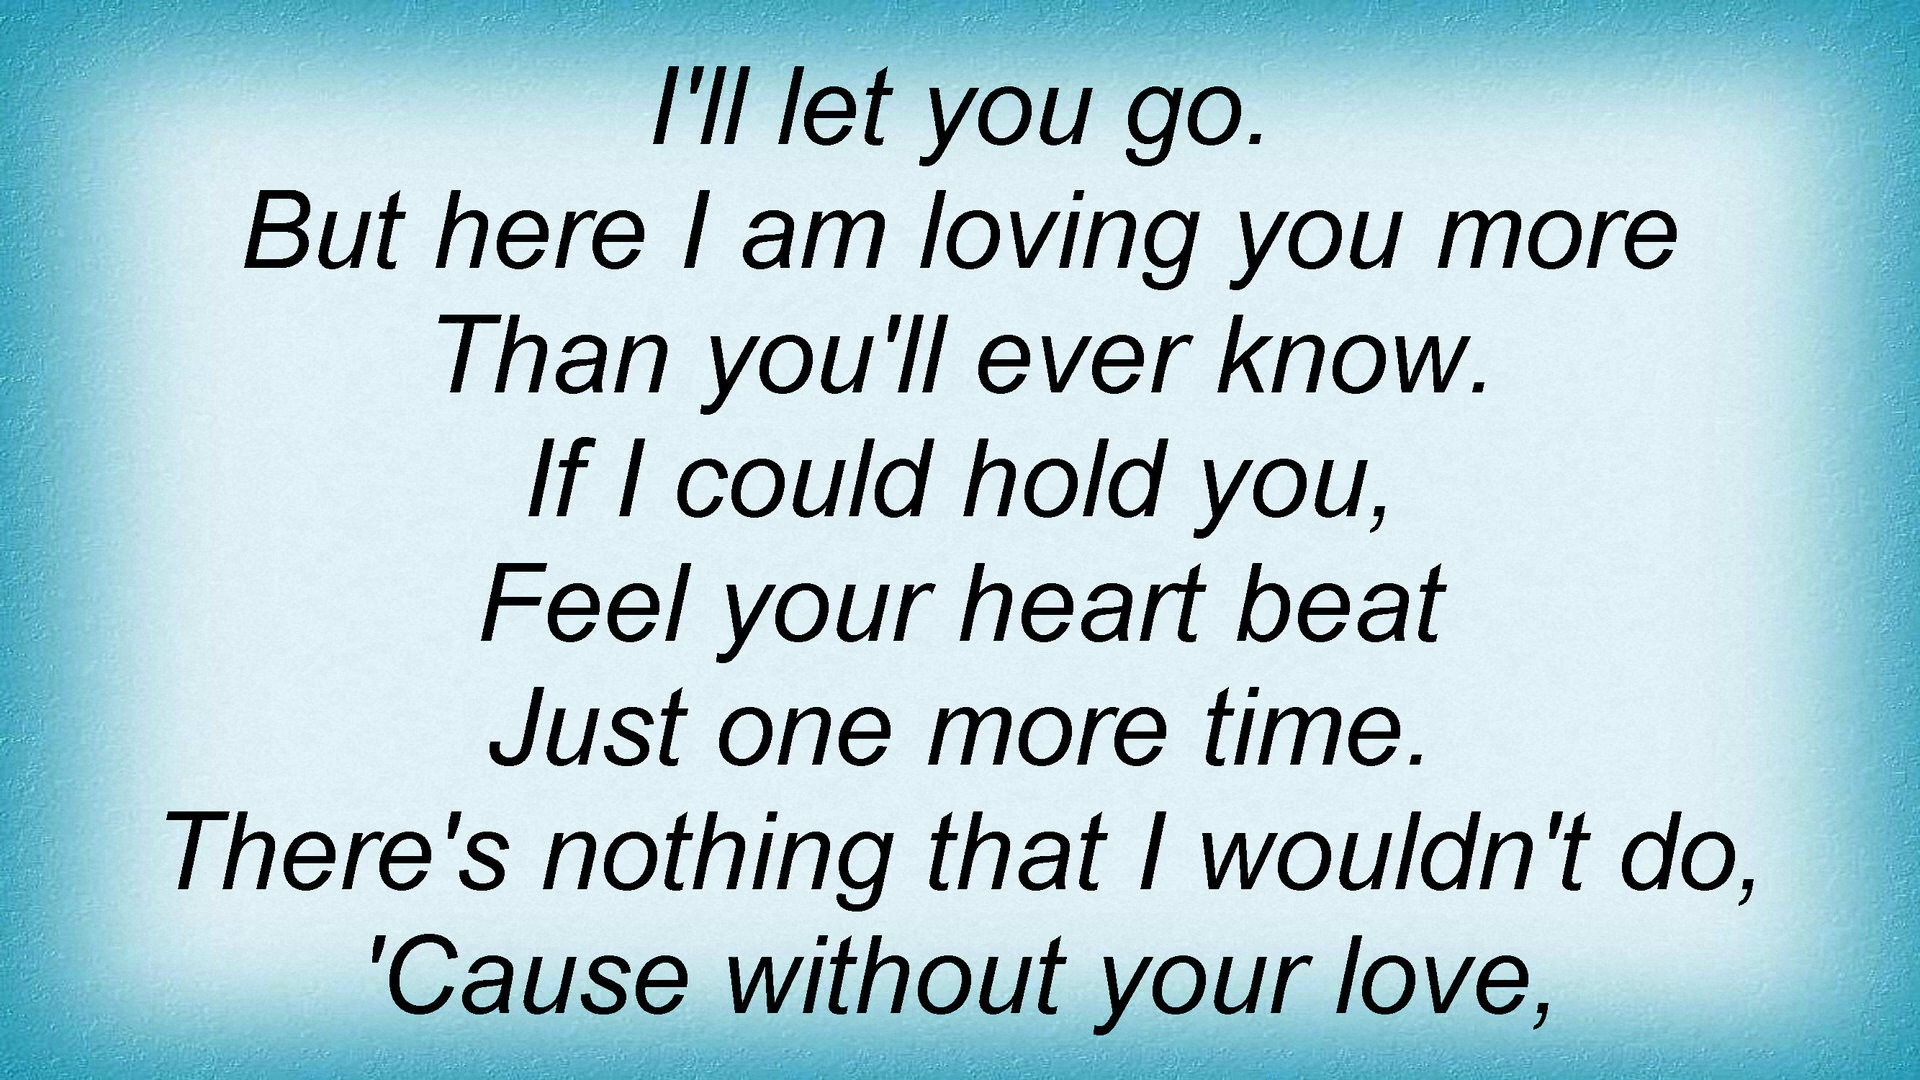 I'll let you go.
But here I am loving you more
Than you'll ever know.
If I could hold you,
Feel your heart beat
Just one more time.
There's nothing that I wouldn't do,
'Cause without your love,